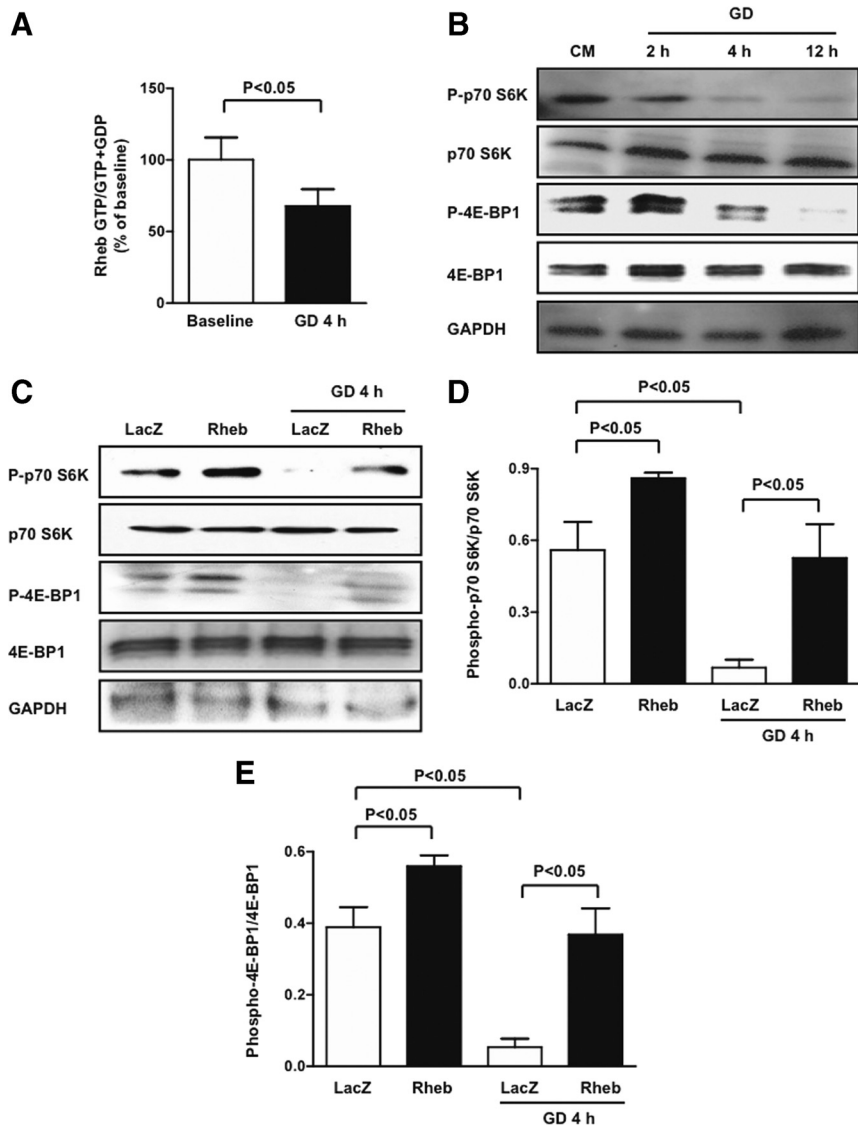 A
P<0.05
Rheb GTP/GTP+GDP
(% of baseline)
150
100
50
0
Baseline
GD 4 h
B
GD
CM
2 h
4 h
12 h
P-p70 S6K
p70 S6K
P-4E-BP1
4E-BP1
GAPDH
C
GD 4 h
LacZ
Rheb
LacZ
Rheb
P-p70 S6K
p70 S6K
P-4E-BP1
4E-BP1
GAPDH
D
P<0.05
P<0.05
P<0.05
Phospho-p70 S6K/p70 S6K
0.9
0.6
0.3
0.0
LacZ
Rheb
LacZ
Rheb
GD 4 h
E
P<0.05
P<0.05
P<0.05
Phospho-4E-BP1/4E-BP1
0.6
0.4
0.2
0.0
LacZ
Rheb
LacZ
Rheb
GD 4 h